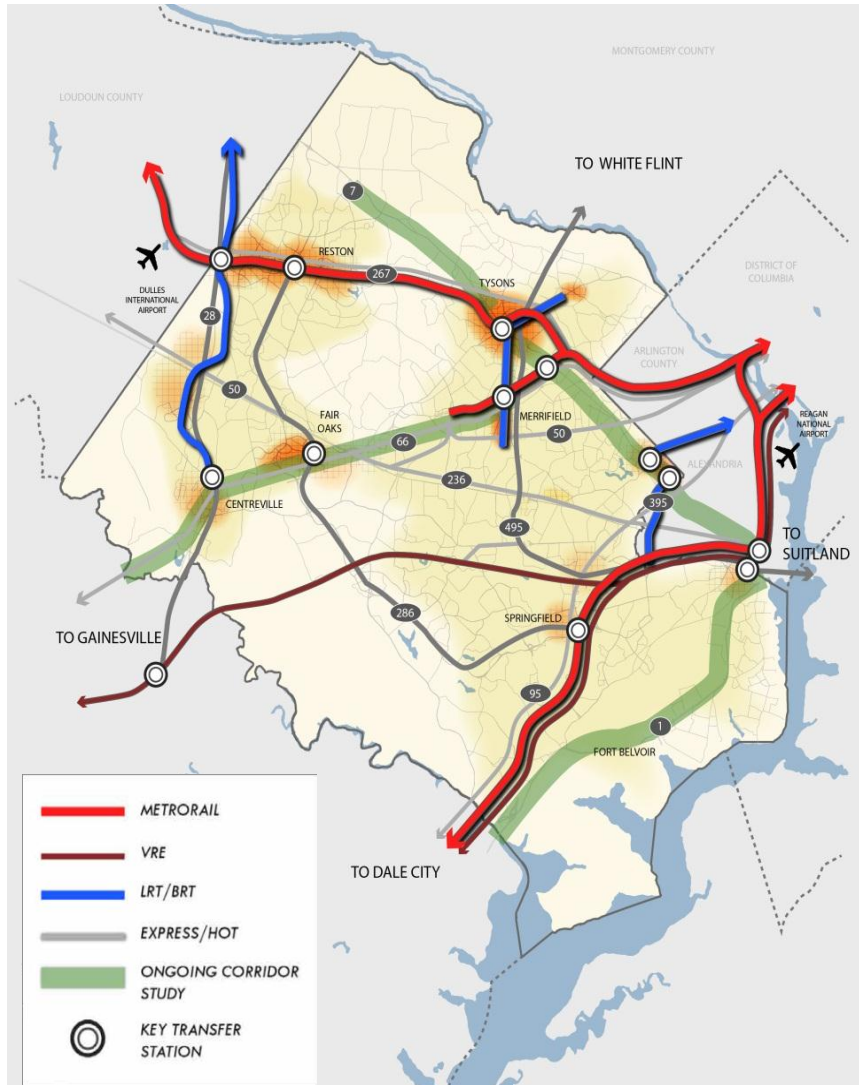 MONTGOMERY COUNTY
LOUDOUN COUNTY
TO WHITE FLINT
7
RESTON
267
TYSONS
DISTRICT OF
COLUMBIA
DULLES
INTERNATIONAL
AIRPORT
28
50
ARLINGTON
COUNTY
FAIR
OAKS
66
MERRIFIELD
50
REAGAN
NATIONAL
AIRPORT
236
ALEXANDRIA
CENTREVILLE
395
495
TO
SUITLAND
286
SPRINGFIELD
TO GAINESVILLE
95
1
FORT BELVOIR
TO DALE CITY
METRORAIL
VRE
LRT/BRT
EXPRESS/HOT
ONGOING CORRIDOR
STUDY
KEY TRANSFER
STATION